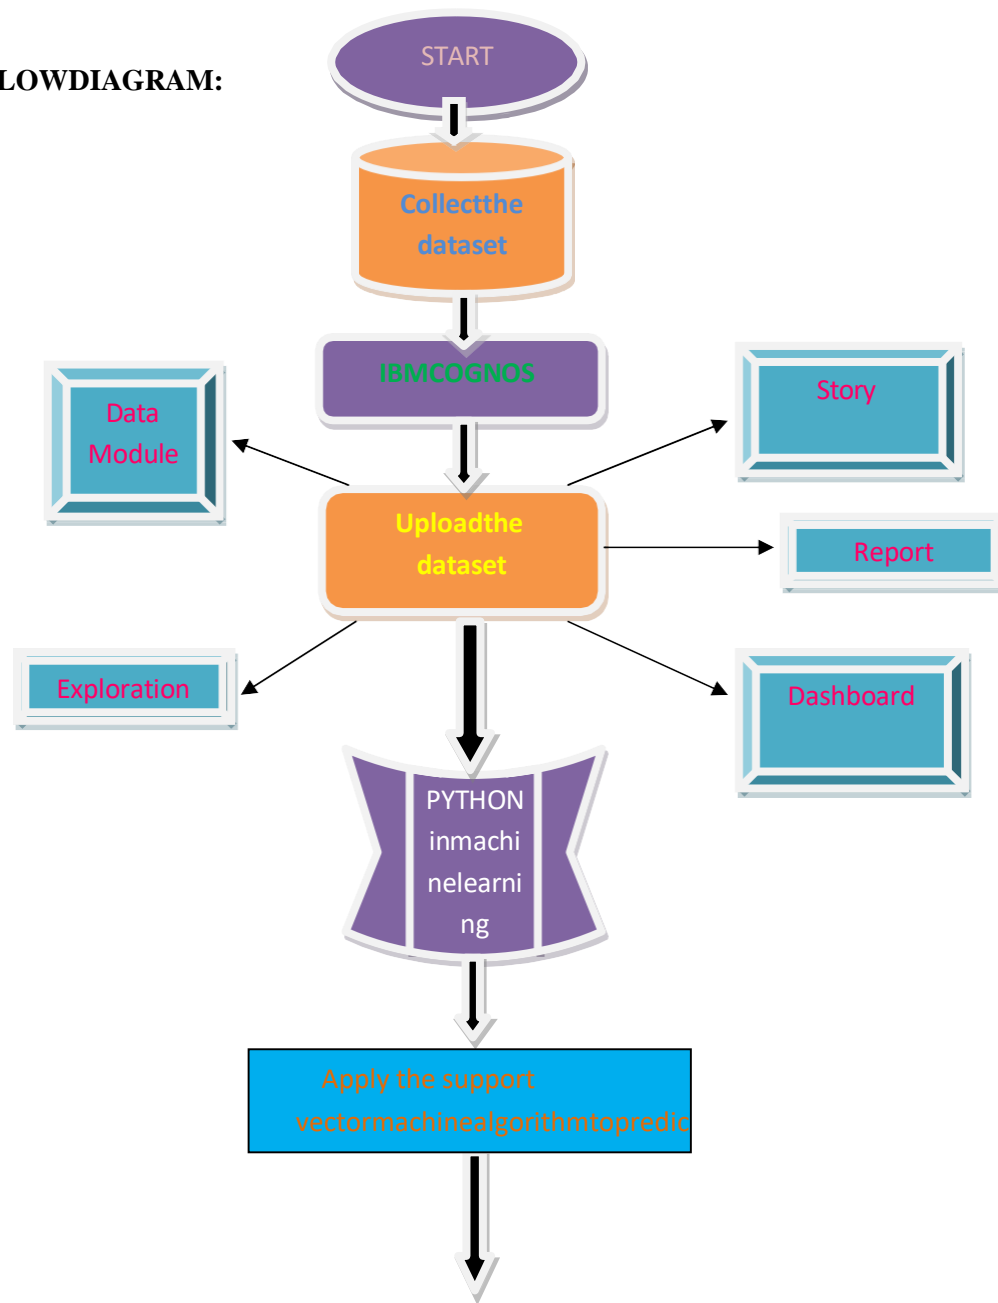 START
LOWDIAGRAM:
Collectthe
dataset
IBMCOGNOS
Data
Module
Story
Uploadthe
dataset
Report
Exploration
Dashboard
PYTHON
inmachi
nelearni
ng
Apply the support
vectormachinealgorithmtopredic